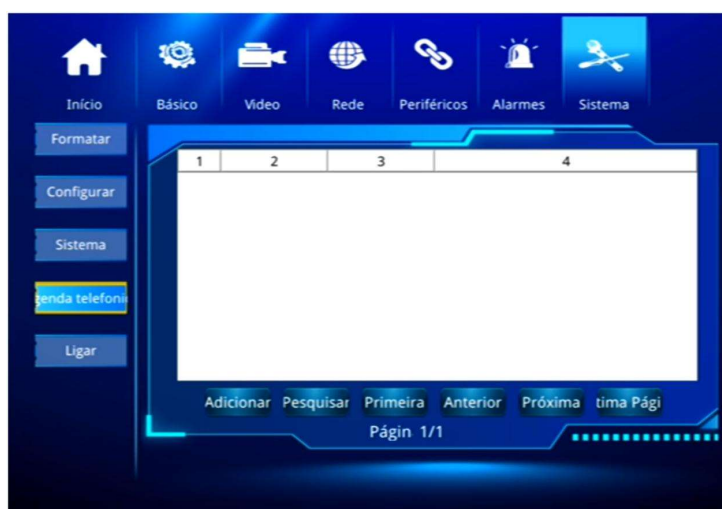 Início Básico Video Rede Periféricos Alarmes Sistema
Formatar
Configurar
Sistema
genda telefoni
Ligar
1 2 3 4
Adicionar Pesquisar Primeira Anterior Próxima tima Pági
Págin 1/1